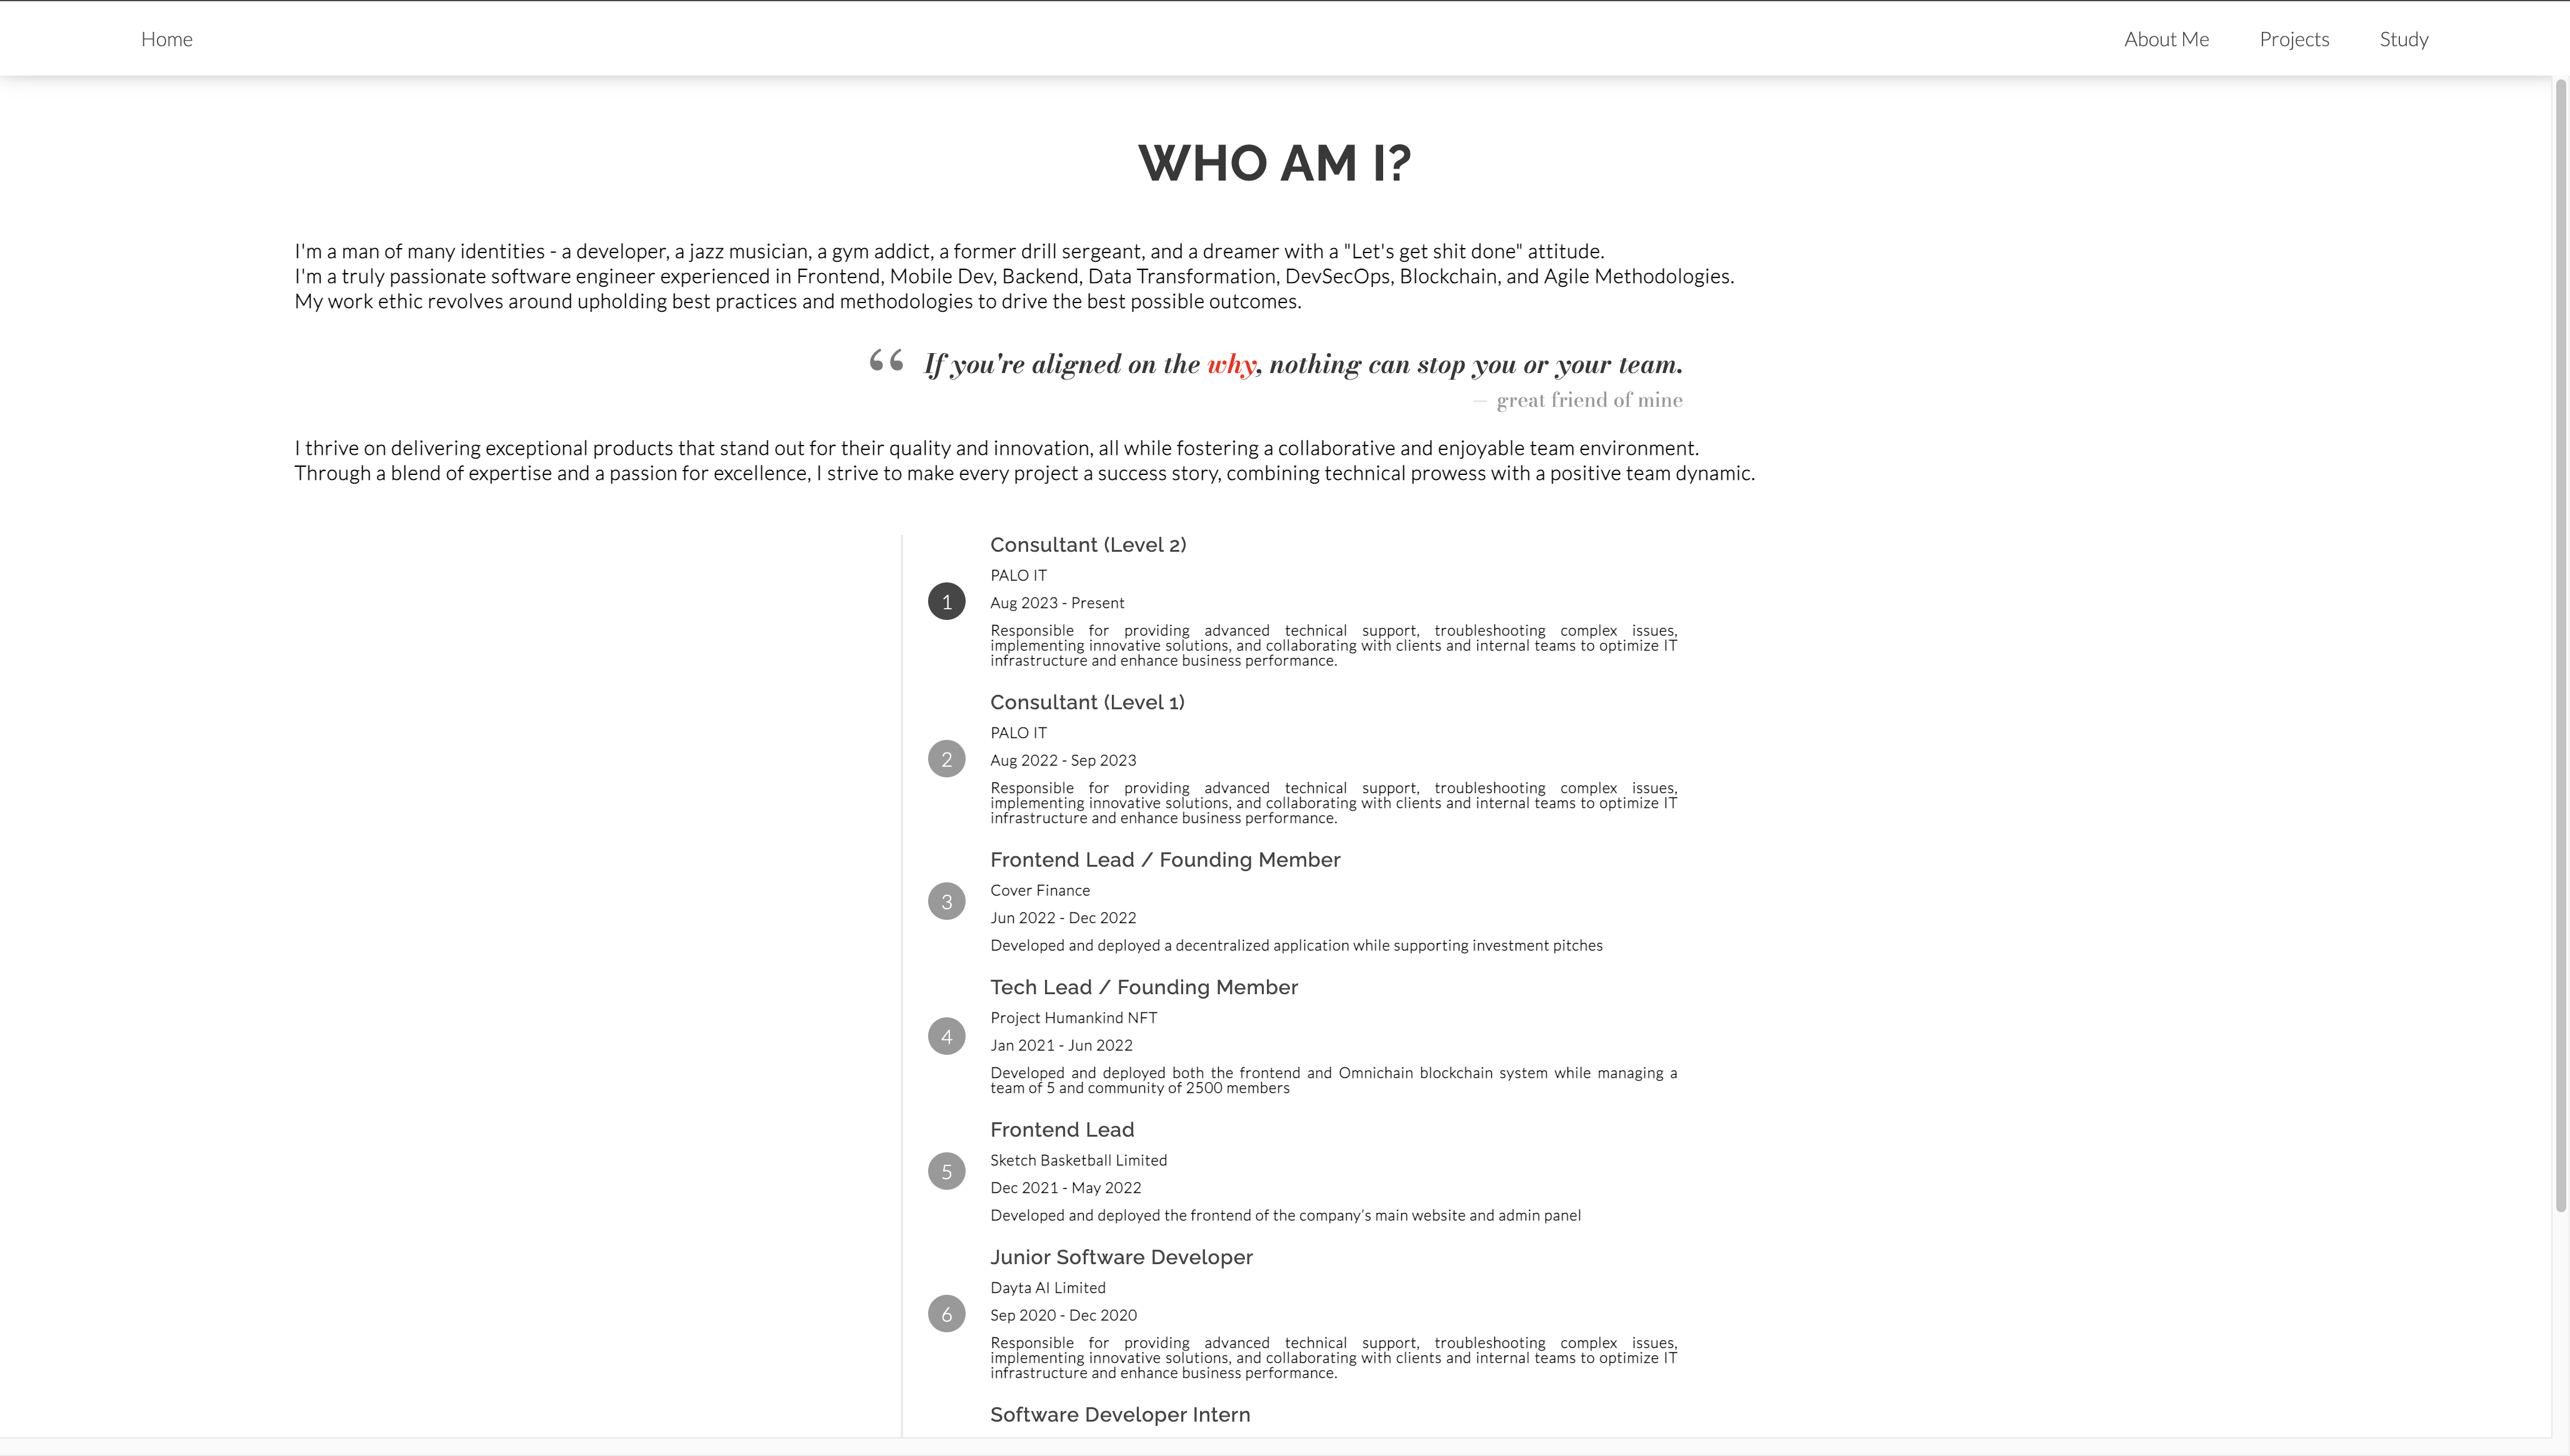 Home
About Me
Projects
Study
WHO AM I?
I'm a man of many identities - a developer, a jazz musician, a gym addict, a former drill sergeant, and a dreamer with a "Let's get shit done" attitude.
I'm a truly passionate software engineer experienced in Frontend, Mobile Dev, Backend, Data Transformation, DevSecOps, Blockchain, and Agile Methodologies.
My work ethic revolves around upholding best practices and methodologies to drive the best possible outcomes.
“ If you're aligned on the why, nothing can stop you or your team.
— great friend of mine
I thrive on delivering exceptional products that stand out for their quality and innovation, all while fostering a collaborative and enjoyable team environment.
Through a blend of expertise and a passion for excellence, I strive to make every project a success story, combining technical prowess with a positive team dynamic.
Consultant (Level 2)
PALO IT
1
Aug 2023 - Present
Responsible for providing advanced technical support, troubleshooting complex issues,
implementing innovative solutions, and collaborating with clients and internal teams to optimize IT
infrastructure and enhance business performance.
Consultant (Level 1)
PALO IT
2
Aug 2022 - Sep 2023
Responsible for providing advanced technical support, troubleshooting complex issues,
implementing innovative solutions, and collaborating with clients and internal teams to optimize IT
infrastructure and enhance business performance.
Frontend Lead / Founding Member
Cover Finance
3
Jun 2022 - Dec 2022
Developed and deployed a decentralized application while supporting investment pitches
Tech Lead / Founding Member
Project Humankind NFT
4
Jan 2021 - Jun 2022
Developed and deployed both the frontend and Omnichain blockchain system while managing a
team of 5 and community of 2500 members
Frontend Lead
Sketch Basketball Limited
5
Dec 2021 - May 2022
Developed and deployed the frontend of the company's main website and admin panel
Junior Software Developer
Dayta AI Limited
6
Sep 2020 - Dec 2020
Responsible for providing advanced technical support, troubleshooting complex issues,
implementing innovative solutions, and collaborating with clients and internal teams to optimize IT
infrastructure and enhance business performance.
Software Developer Intern